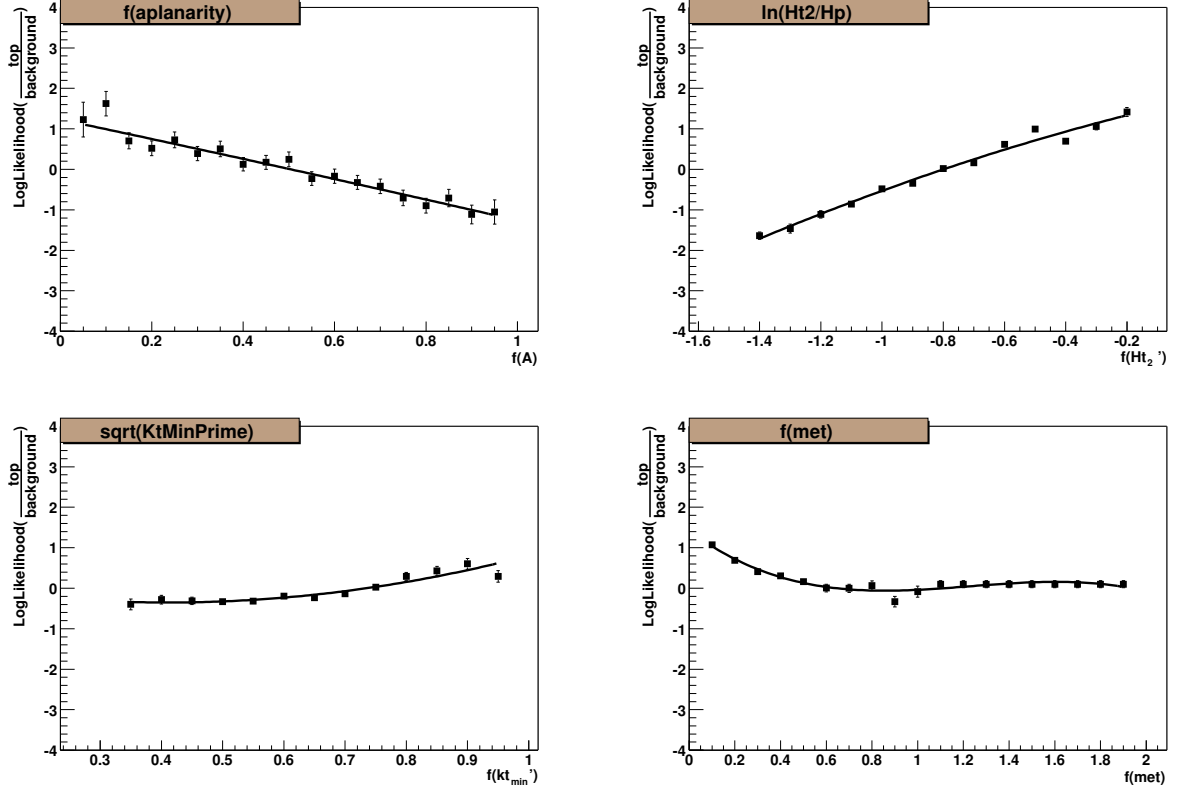 f(aplanarity)
LogLikelihood(top/background)
4
3
2
1
0
-1
-2
-3
-4
0 0.2 0.4 0.6 0.8 1
f(A)
ln(Ht2/Hp)
LogLikelihood(top/background)
4
3
2
1
0
-1
-2
-3
-4
-1.6 -1.4 -1.2 -1 -0.8 -0.6 -0.4 -0.2
f(Ht2')
sqrt(KtMinPrime)
LogLikelihood(top/background)
4
3
2
1
0
-1
-2
-3
-4
0.3 0.4 0.5 0.6 0.7 0.8 0.9 1
f(ktmin')
f(met)
LogLikelihood(top/background)
4
3
2
1
0
-1
-2
-3
-4
0 0.2 0.4 0.6 0.8 1 1.2 1.4 1.6 1.8 2
f(met)